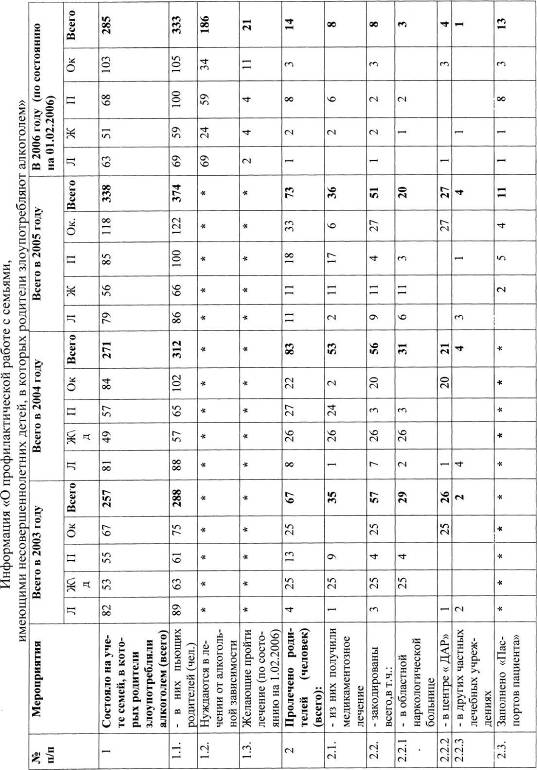 Информация «О профилактической работе с семьями,
имеющими несовершеннолетних детей, в которых родители злоупотребляют алкоголем»
№ п/п | Мероприятия | Всего в 2003 году | Всего в 2004 году | Всего в 2005 году | В 2006 году (по состоянию на 01.02.2006)
Л | Ж\д | П | Ок | Всего | Л | Ж\д | П | Ок | Всего | Л | Ж | П | Ок. | Всего | Л | Ж | П | Ок | Всего
1 | Состояло на учете семей, в которых родители злоупотребляли алкоголем (всего) | 82 | 53 | 55 | 67 | 257 | 81 | 49 | 57 | 84 | 271 | 79 | 56 | 85 | 118 | 338 | 63 | 51 | 68 | 103 | 285
1.1. | - в них пьющих родителей (чел.) | 89 | 63 | 61 | 75 | 288 | 88 | 57 | 65 | 102 | 312 | 86 | 66 | 100 | 122 | 374 | 69 | 59 | 100 | 105 | 333
1.2. | Нуждаются в лечении от алкогольной зависимости | * | * | * | * | * | * | * | * | * | * | * | * | * | * | * | 69 | 24 | 59 | 34 | 186
1.3. | Желающие пройти лечение (по состоянию на 1.02.2006) | * | * | * | * | * | * | * | * | * | * | * | * | * | * | * | 2 | 4 | 4 | 11 | 21
2 | Пролечено родителей (человек) (всего): | 4 | 25 | 13 | 25 | 67 | 8 | 26 | 27 | 22 | 83 | 11 | 11 | 18 | 33 | 73 | 1 | 2 | 8 | 3 | 14
2.1. | - из них получили медикаментозное лечение | 1 | 25 | 9 | | 35 | 1 | 26 | 24 | 2 | 53 | 2 | 11 | 17 | 6 | 36 | | 2 | 6 | | 8
2.2. | - закодированы всего, в т.ч.: | 3 | 25 | 4 | 25 | 57 | 7 | 26 | 3 | 20 | 56 | 9 | 11 | 4 | 27 | 51 | 1 | 2 | 2 | 3 | 8
2.2.1 | - в областной наркологической больнице | | 25 | 4 | | 29 | 2 | 26 | 3 | | 31 | 6 | 11 | 3 | | 20 | | 1 | 2 | | 3
2.2.2 | - в центре « ДАР» | 1 | | | 25 | 26 | 1 | | | 20 | 21 | | | | 27 | 27 | 1 | | | 3 | 4
2.2.3 | - в других частных лечебных учреждениях | 2 | | | | 2 | 4 | | | | 4 | 3 | | 1 | | 4 | | 1 | | | 1
2.3. | Заполнено «Паспортов пациента» | * | * | * | * | * | * | * | * | * | * | | 2 | 5 | 4 | 11 | 1 | 1 | 8 | 3 | 13